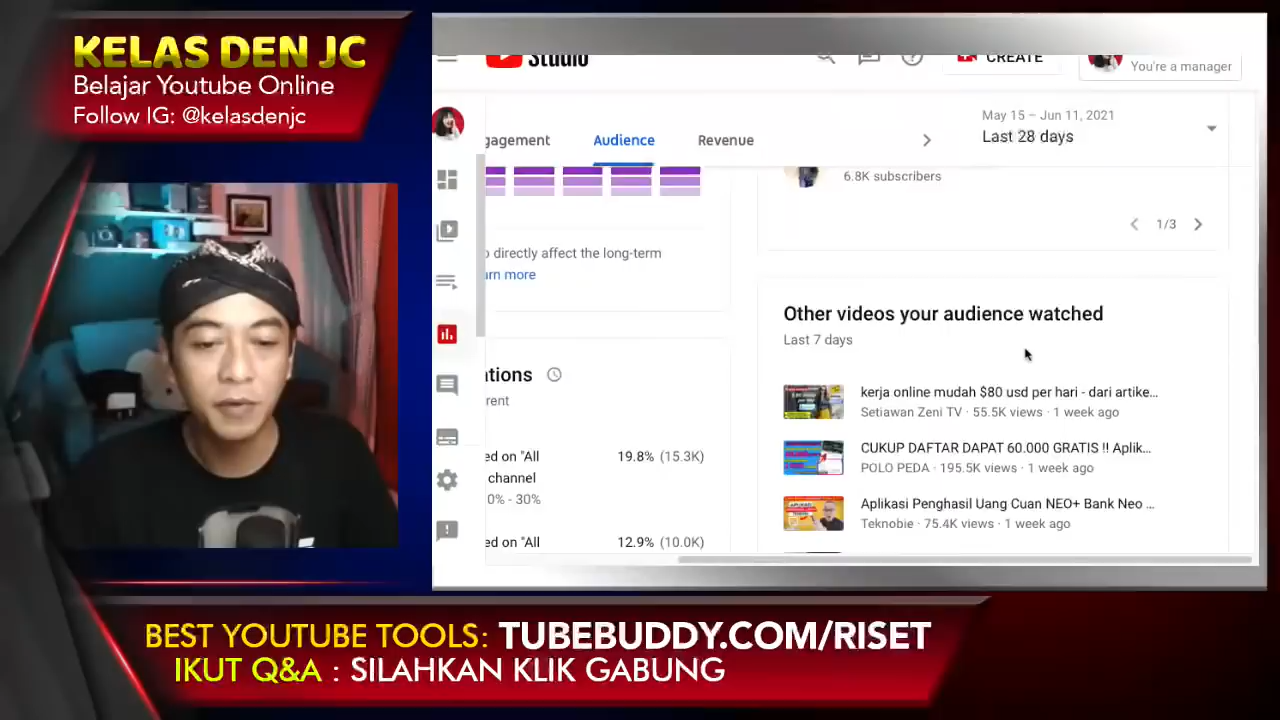 KELAS DEN JC
Belajar Youtube Online
Follow IG: @kelasdenjc
Studio
CREATE
You're a manager
gagement
Audience
Revenue
May 15 – Jun 11, 2021
Last 28 days
6.8K subscribers
1/3
o directly affect the long-term
arn more
Other videos your audience watched
Last 7 days
kerja online mudah $80 usd per hari - dari artike...
Setiawan Zeni TV · 55.5K views · 1 week ago
CUKUP DAFTAR DAPAT 60.000 GRATIS !! Aplik...
POLO PEDA · 195.5K views · 1 week ago
Aplikasi Penghasil Uang Cuan NEO+ Bank Neo ...
Teknobie · 75.4K views · 1 week ago
ations
rent
ed on "All
19.8% (15.3K)
channel
0% - 30%
ed on "All
12.9% (10.0K)
BEST YOUTUBE TOOLS: TUBEBUDDY.COM/RISET
IKUT Q&A : SILAHKAN KLIK GABUNG